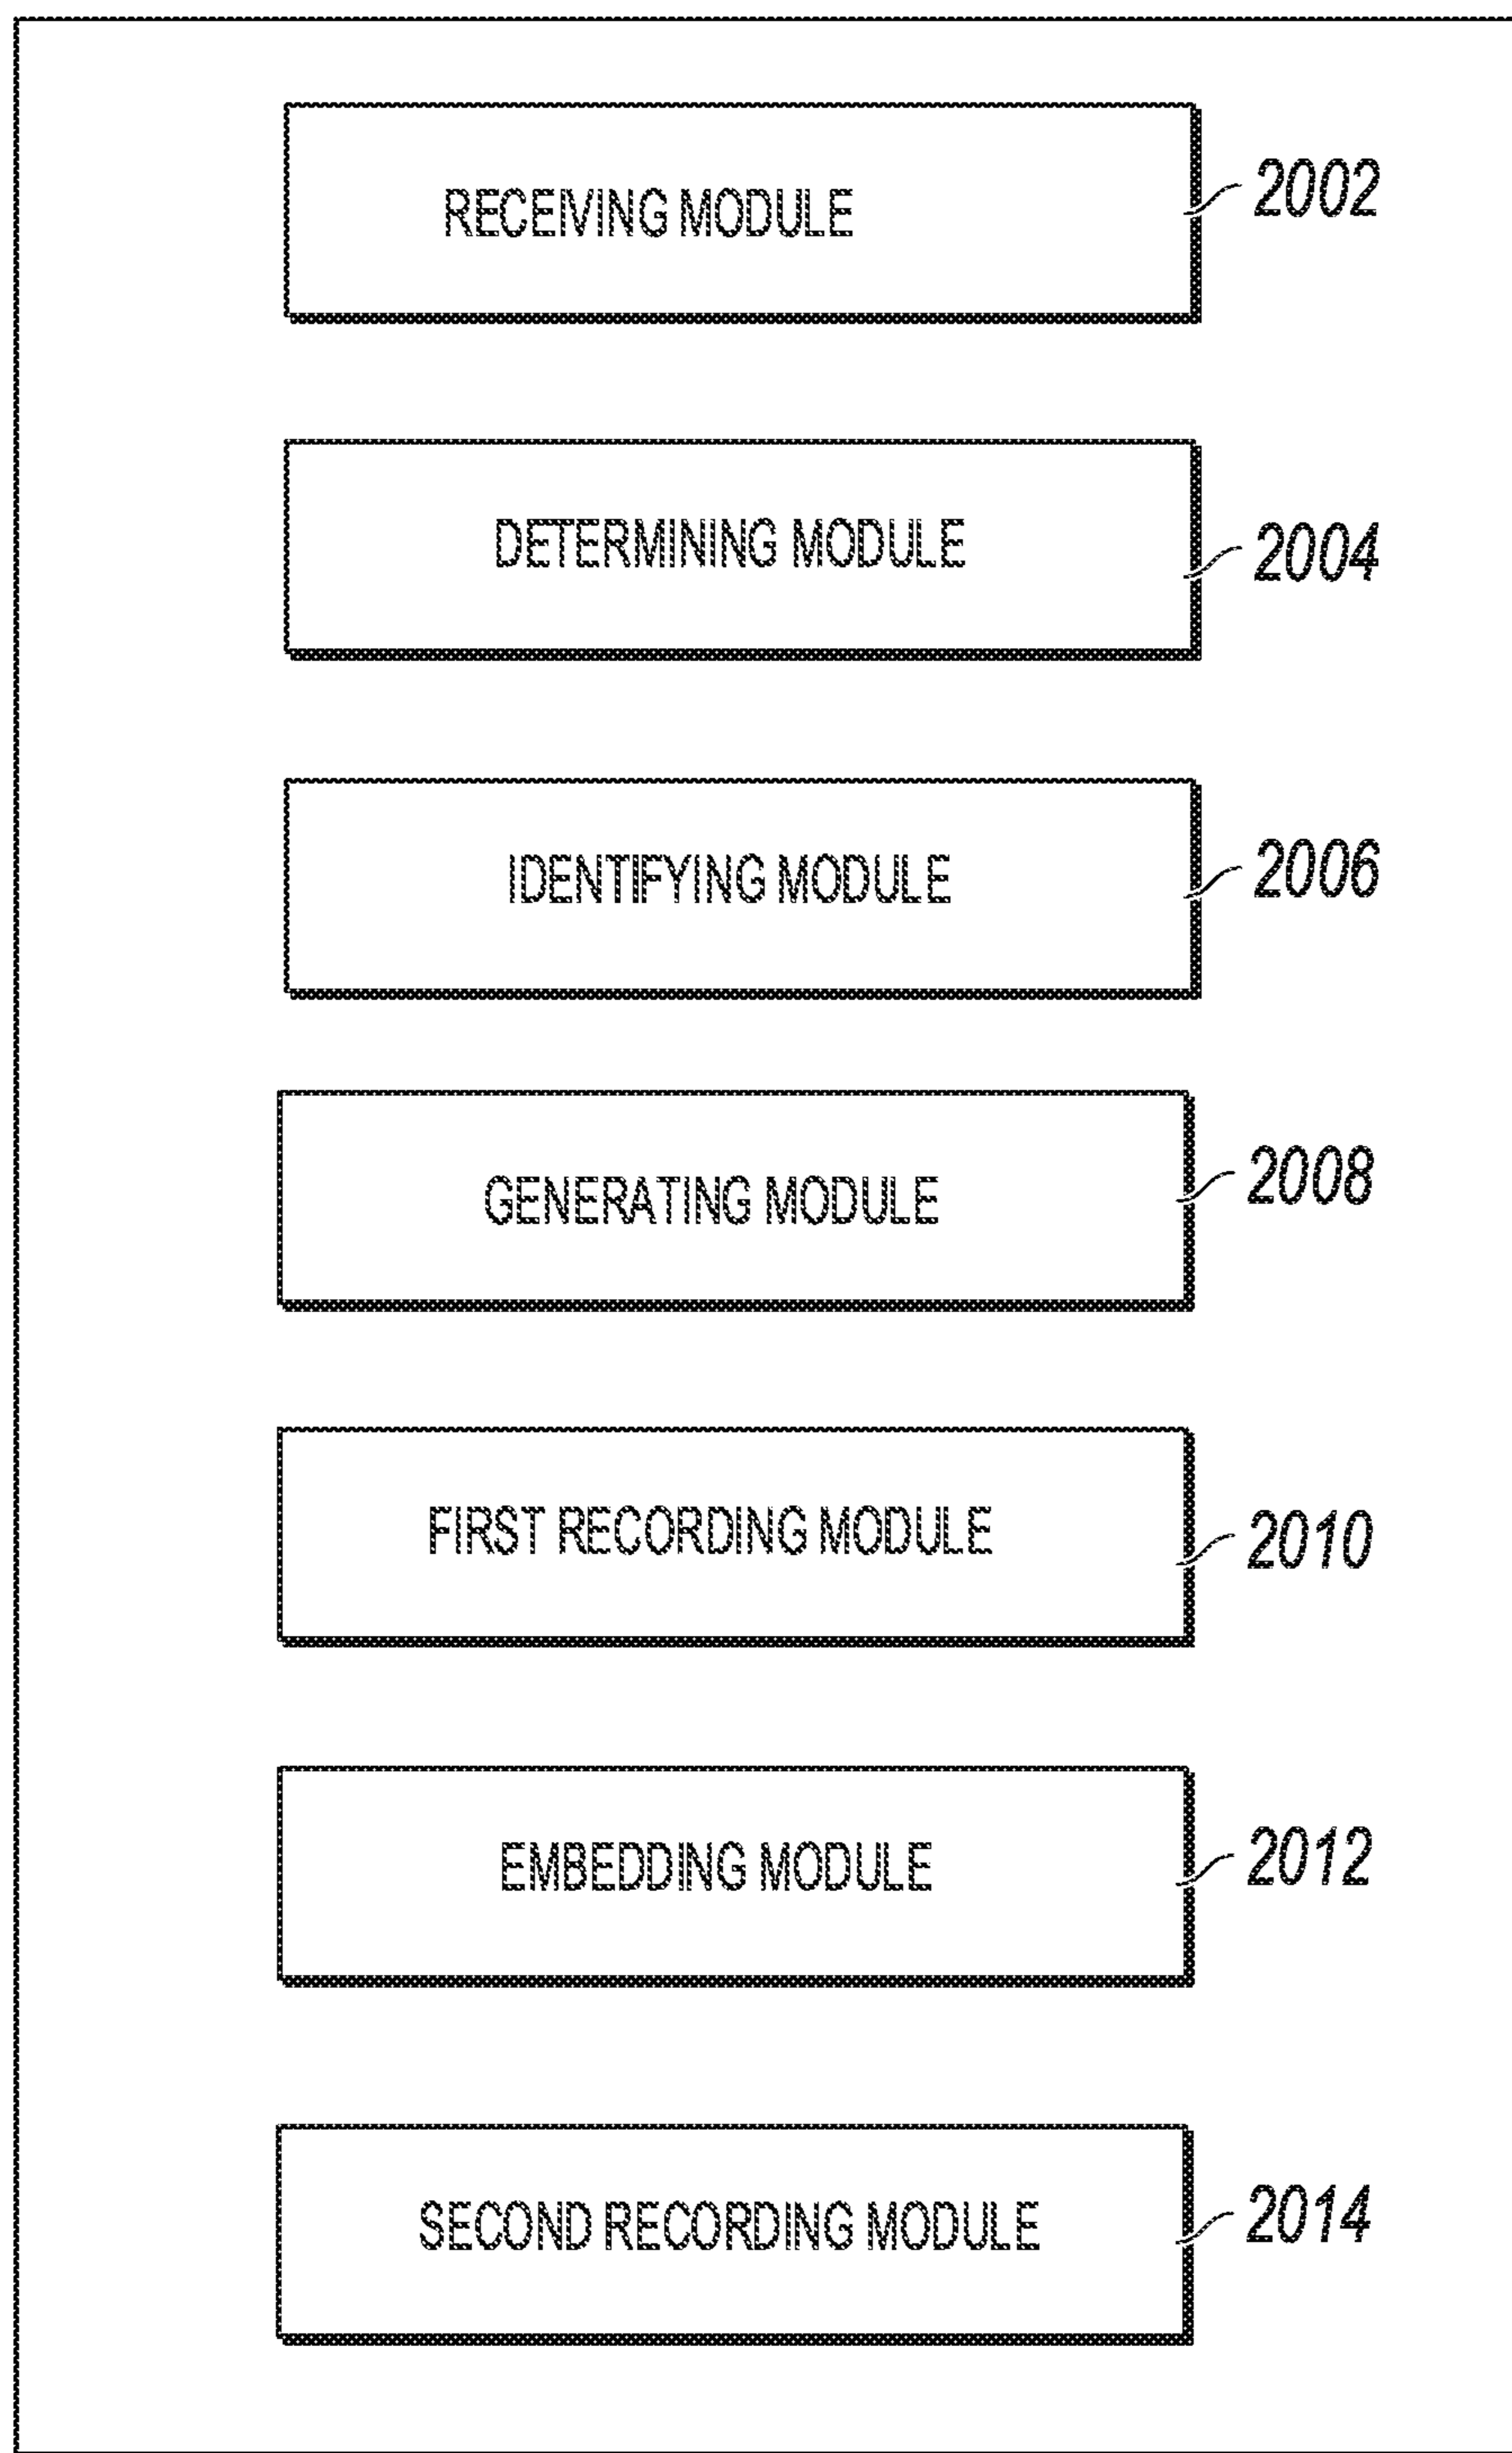 RECEIVING MODULE 2002
DETERMINING MODULE 2004
IDENTIFYING MODULE 2006
GENERATING MODULE 2008
FIRST RECORDING MODULE 2010
EMBEDDING MODULE 2012
SECOND RECORDING MODULE 2014